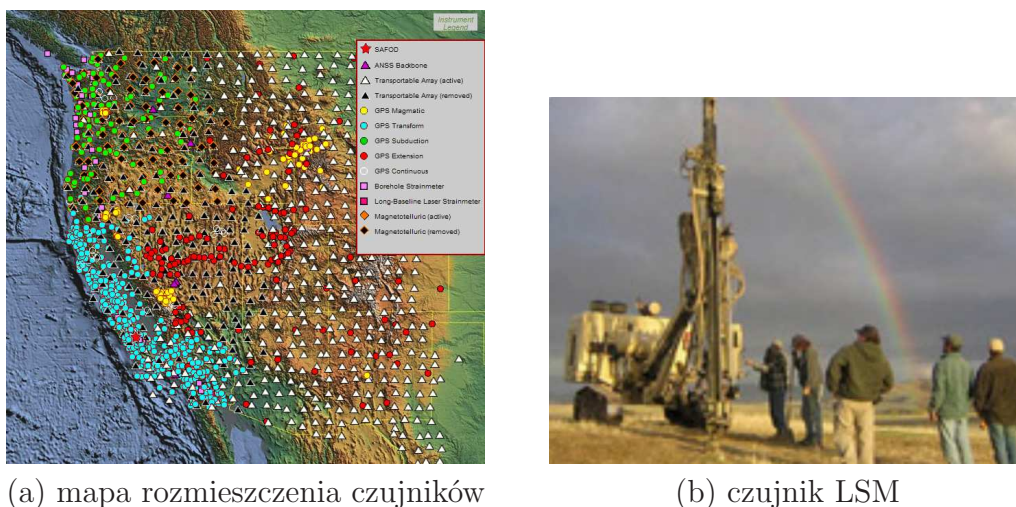 Instrument
Legend
SAFOD
ANSS Backbone
Transportable Array (active)
Transportable Array (removed)
GPS Magmatic
GPS Transform
GPS Subduction
GPS Extension
GPS Continuous
Borehole Strainmeter
Long-Baseline Laser Strainmeter
Magnetotelluric (active)
Magnetotelluric (removed)
(a) mapa rozmieszczenia czujników
(b) czujnik LSM